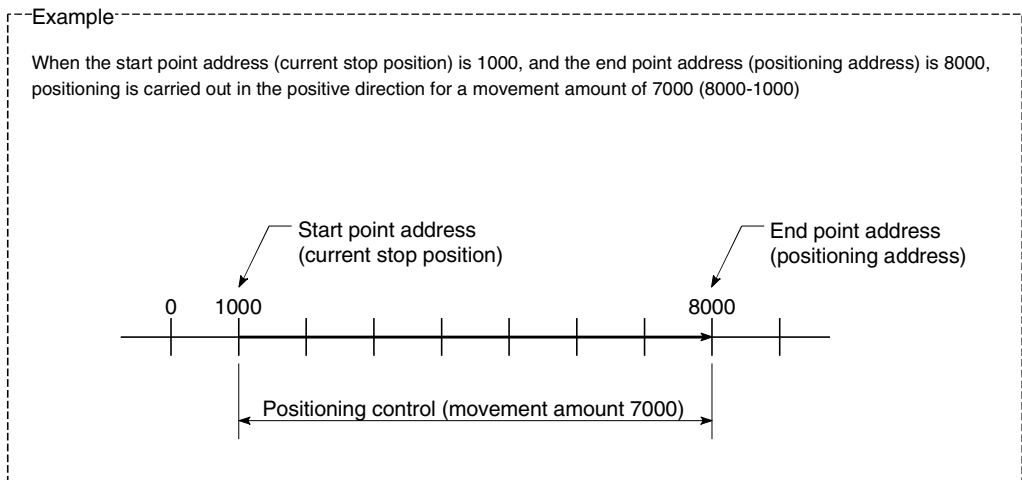 Example
When the start point address (current stop position) is 1000, and the end point address (positioning address) is 8000,
positioning is carried out in the positive direction for a movement amount of 7000 (8000-1000)
Start point address
(current stop position)
End point address
(positioning address)
0 1000 8000
Positioning control (movement amount 7000)